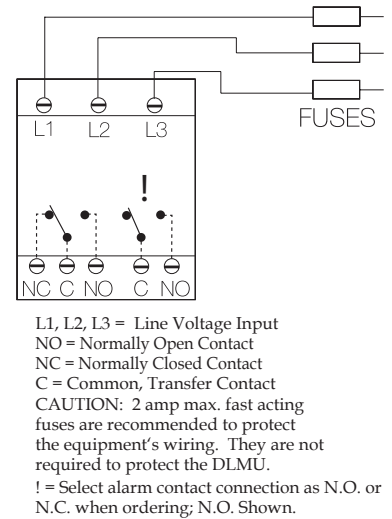 FUSES
L1 L2 L3
!
NC C NO C NO
L1, L2, L3 = Line Voltage Input
NO = Normally Open Contact
NC = Normally Closed Contact
C = Common, Transfer Contact
CAUTION: 2 amp max. fast acting
fuses are recommended to protect
the equipment‘s wiring. They are not
required to protect the DLMU.
! = Select alarm contact connection as N.O. or
N.C. when ordering; N.O. Shown.